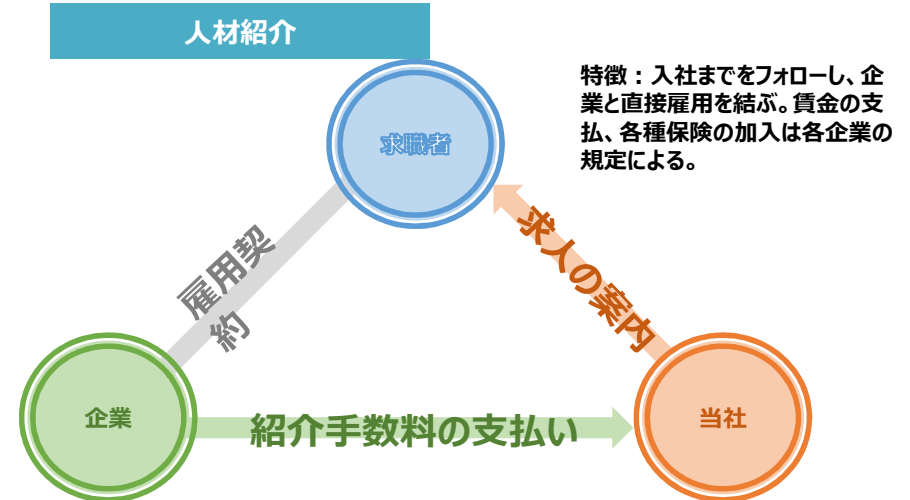 人材紹介
特徴：入社までをフォローし、企
業と直接雇用を結ぶ。賃金の支
払、各種保険の加入は各企業の
規定による。
求職者
雇用契
約
求人の案内
企業
紹介手数料の支払い
当社